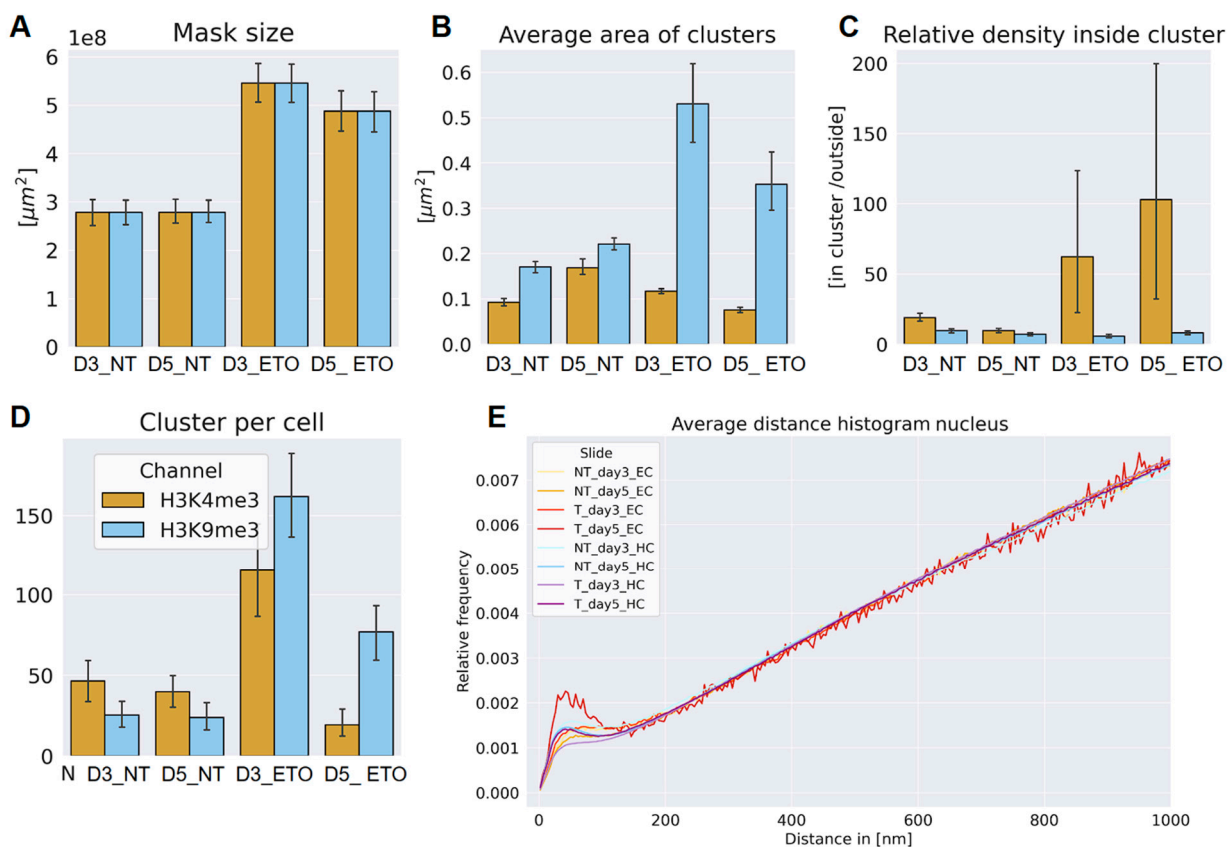 A
Mask size
1e8
6
5
4
3
2
1
0
[μm²]
D3_NT D5_NT D3_ETO D5_ ETO
B
Average area of clusters
0.6
0.5
0.4
0.3
0.2
0.1
0.0
[μm²]
D3_NT D5_NT D3_ETO D5_ ETO
C
Relative density inside cluster
200
150
100
50
0
[in cluster /outside]
D3_NT D5_NT D3_ETO D5_ETO
D
Cluster per cell
Channel
H3K4me3
H3K9me3
150
100
50
0
N D3_NT D5_NT D3_ETO D5_ ETO
E
Average distance histogram nucleus
Slide
NT_day3_EC
NT_day5_EC
T_day3_EC
T_day5_EC
NT_day3_HC
NT_day5_HC
T_day3_HC
T_day5_HC
0.007
0.006
0.005
0.004
0.003
0.002
0.001
0.000
Relative frequency
0 200 400 600 800 1000
Distance in [nm]